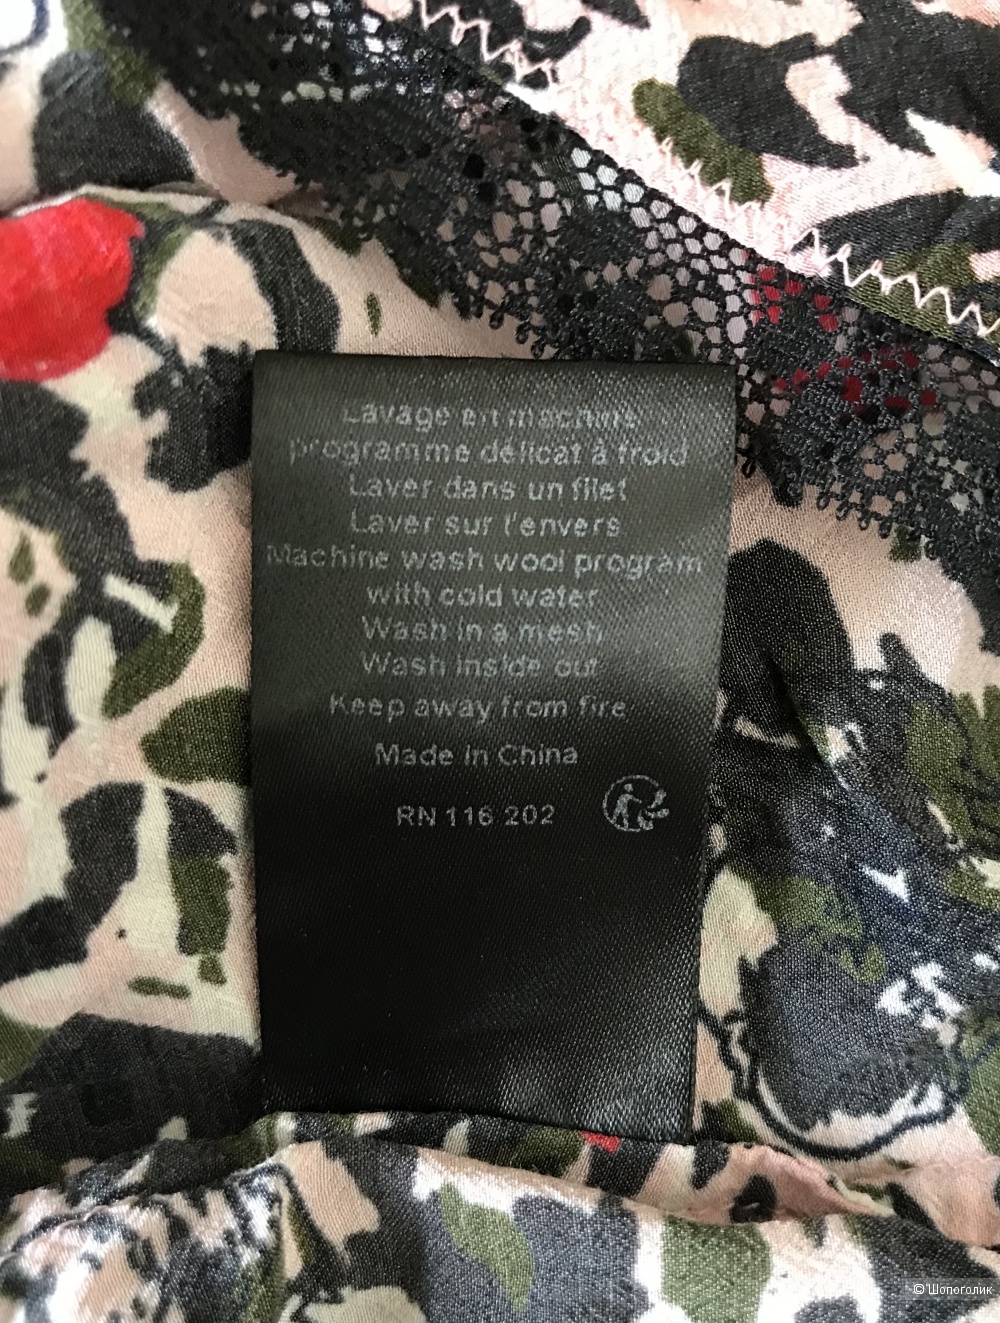 Lavage en machine
programme délicat à froid
Laver dans un filet
Laver sur l'envers
Machine wash wool program
with cold water
Wash in a mesh
Wash inside out
Keep away from fire
Made in China
RN 116 202
© Шопоголик